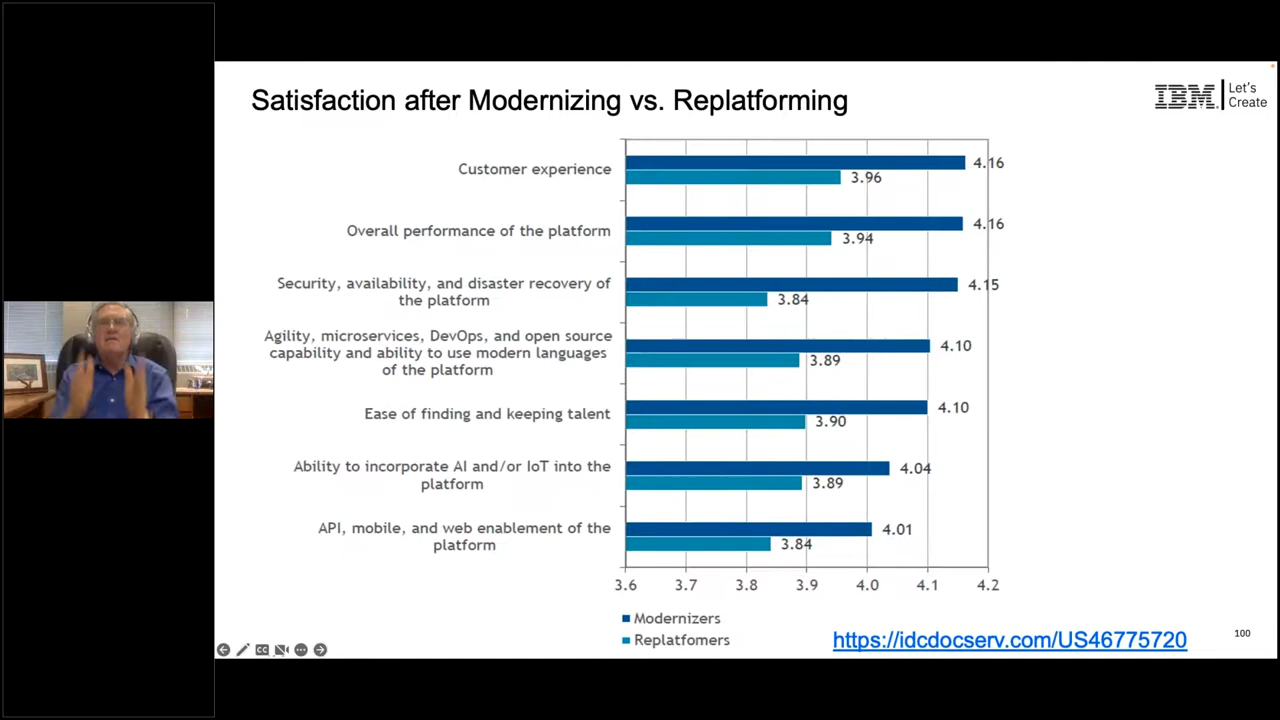 Satisfaction after Modernizing vs. Replatforming
IBM
Let's
Create
Customer experience
4.16
3.96
Overall performance of the platform
4.16
3.94
Security, availability, and disaster recovery of
the platform
4.15
3.84
Agility, microservices, DevOps, and open source
capability and ability to use modern languages
of the platform
4.10
3.89
Ease of finding and keeping talent
4.10
3.90
Ability to incorporate AI and/or IoT into the
platform
4.04
3.89
API, mobile, and web enablement of the
platform
4.01
3.84
3.6 3.7 3.8 3.9 4.0 4.1 4.2
Modernizers
Replatfomers
https://idcdocserv.com/US46775720
100
CC